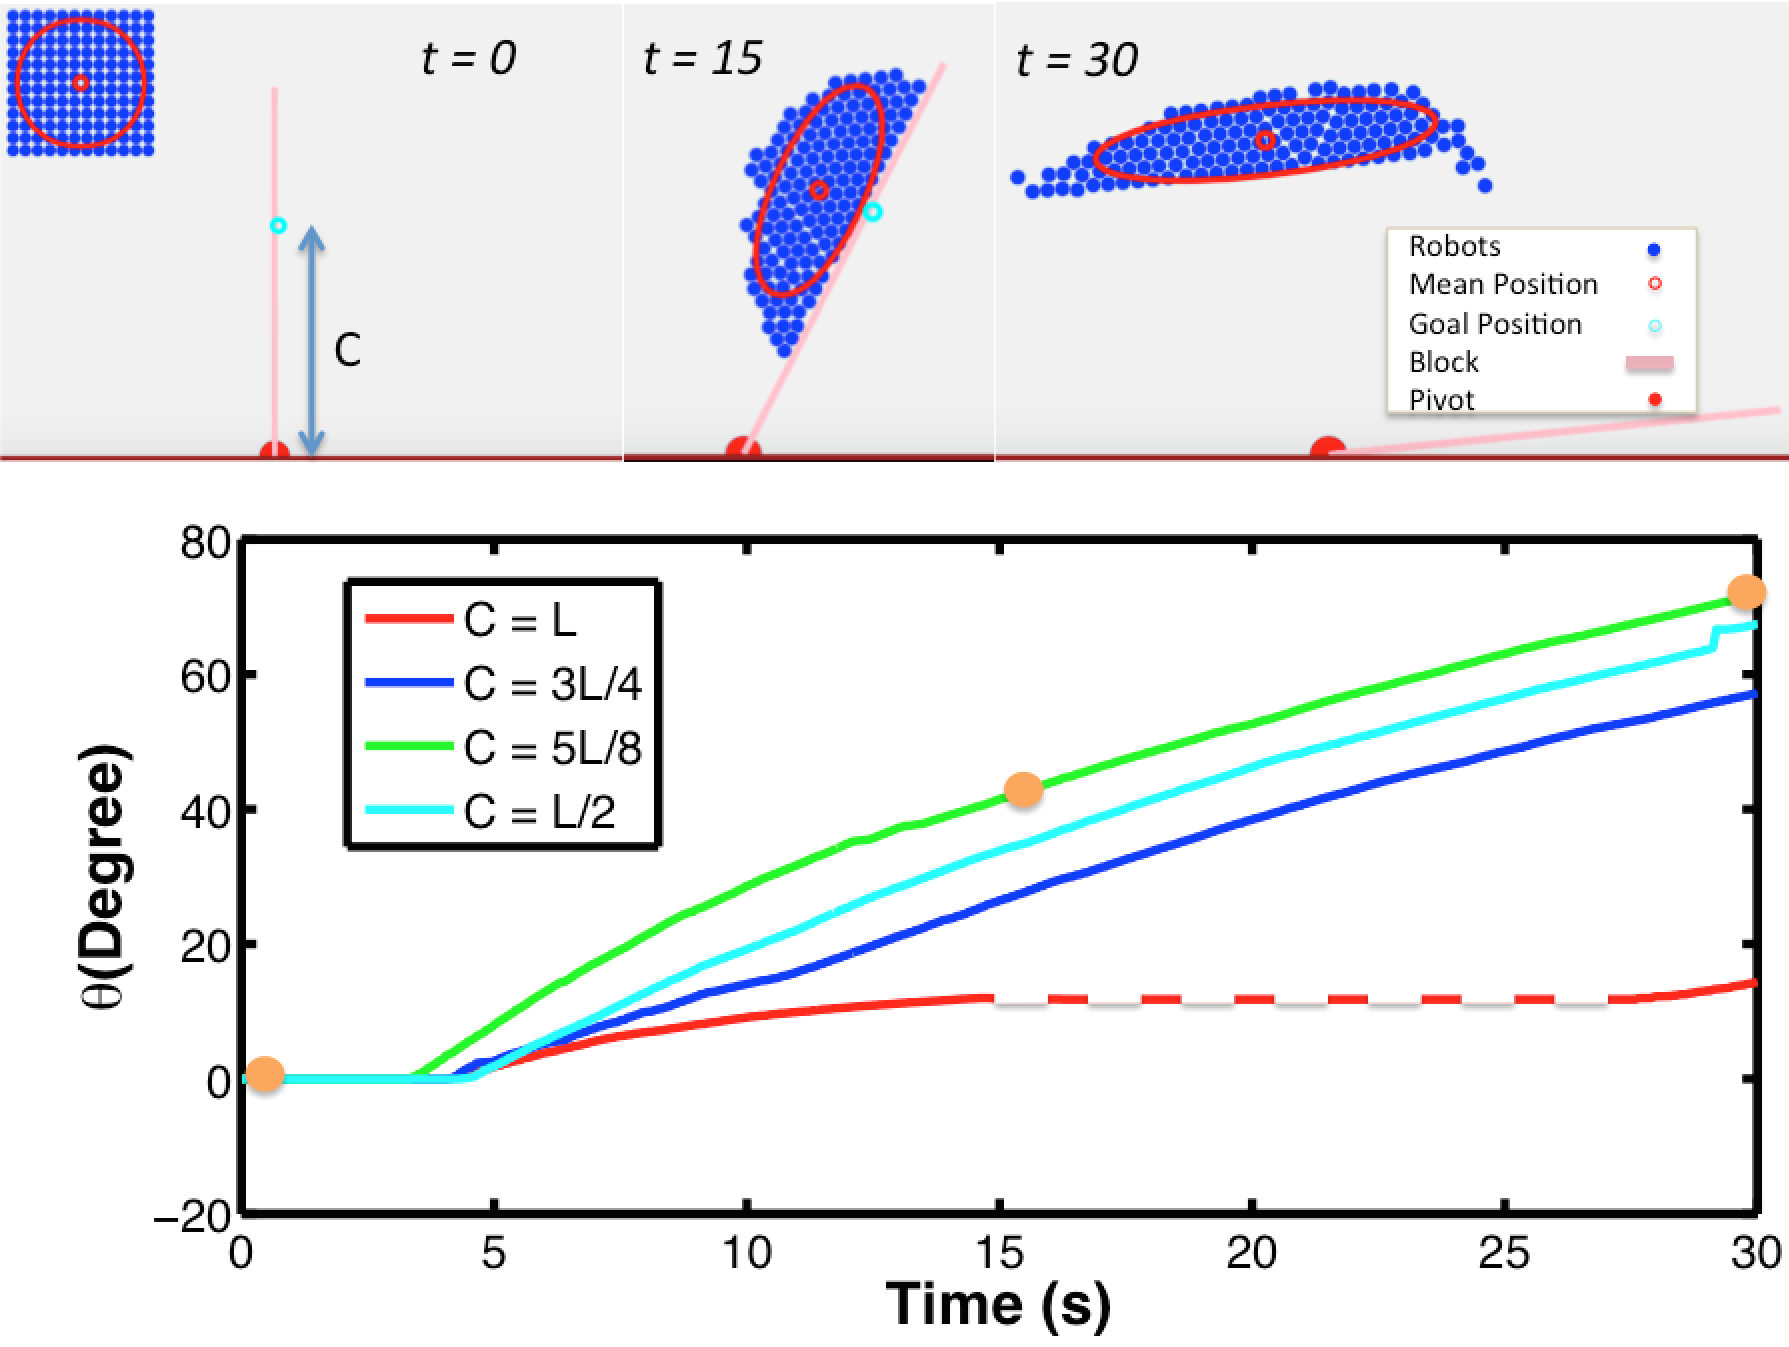 t = 0
t = 15
t = 30
C
Robots
Mean Position
Goal Position
Block
Pivot
80
60
40
20
0
−20
θ(Degree)
C = L
C = 3L/4
C = 5L/8
C = L/2
0 5 10 15 20 25 30
Time (s)